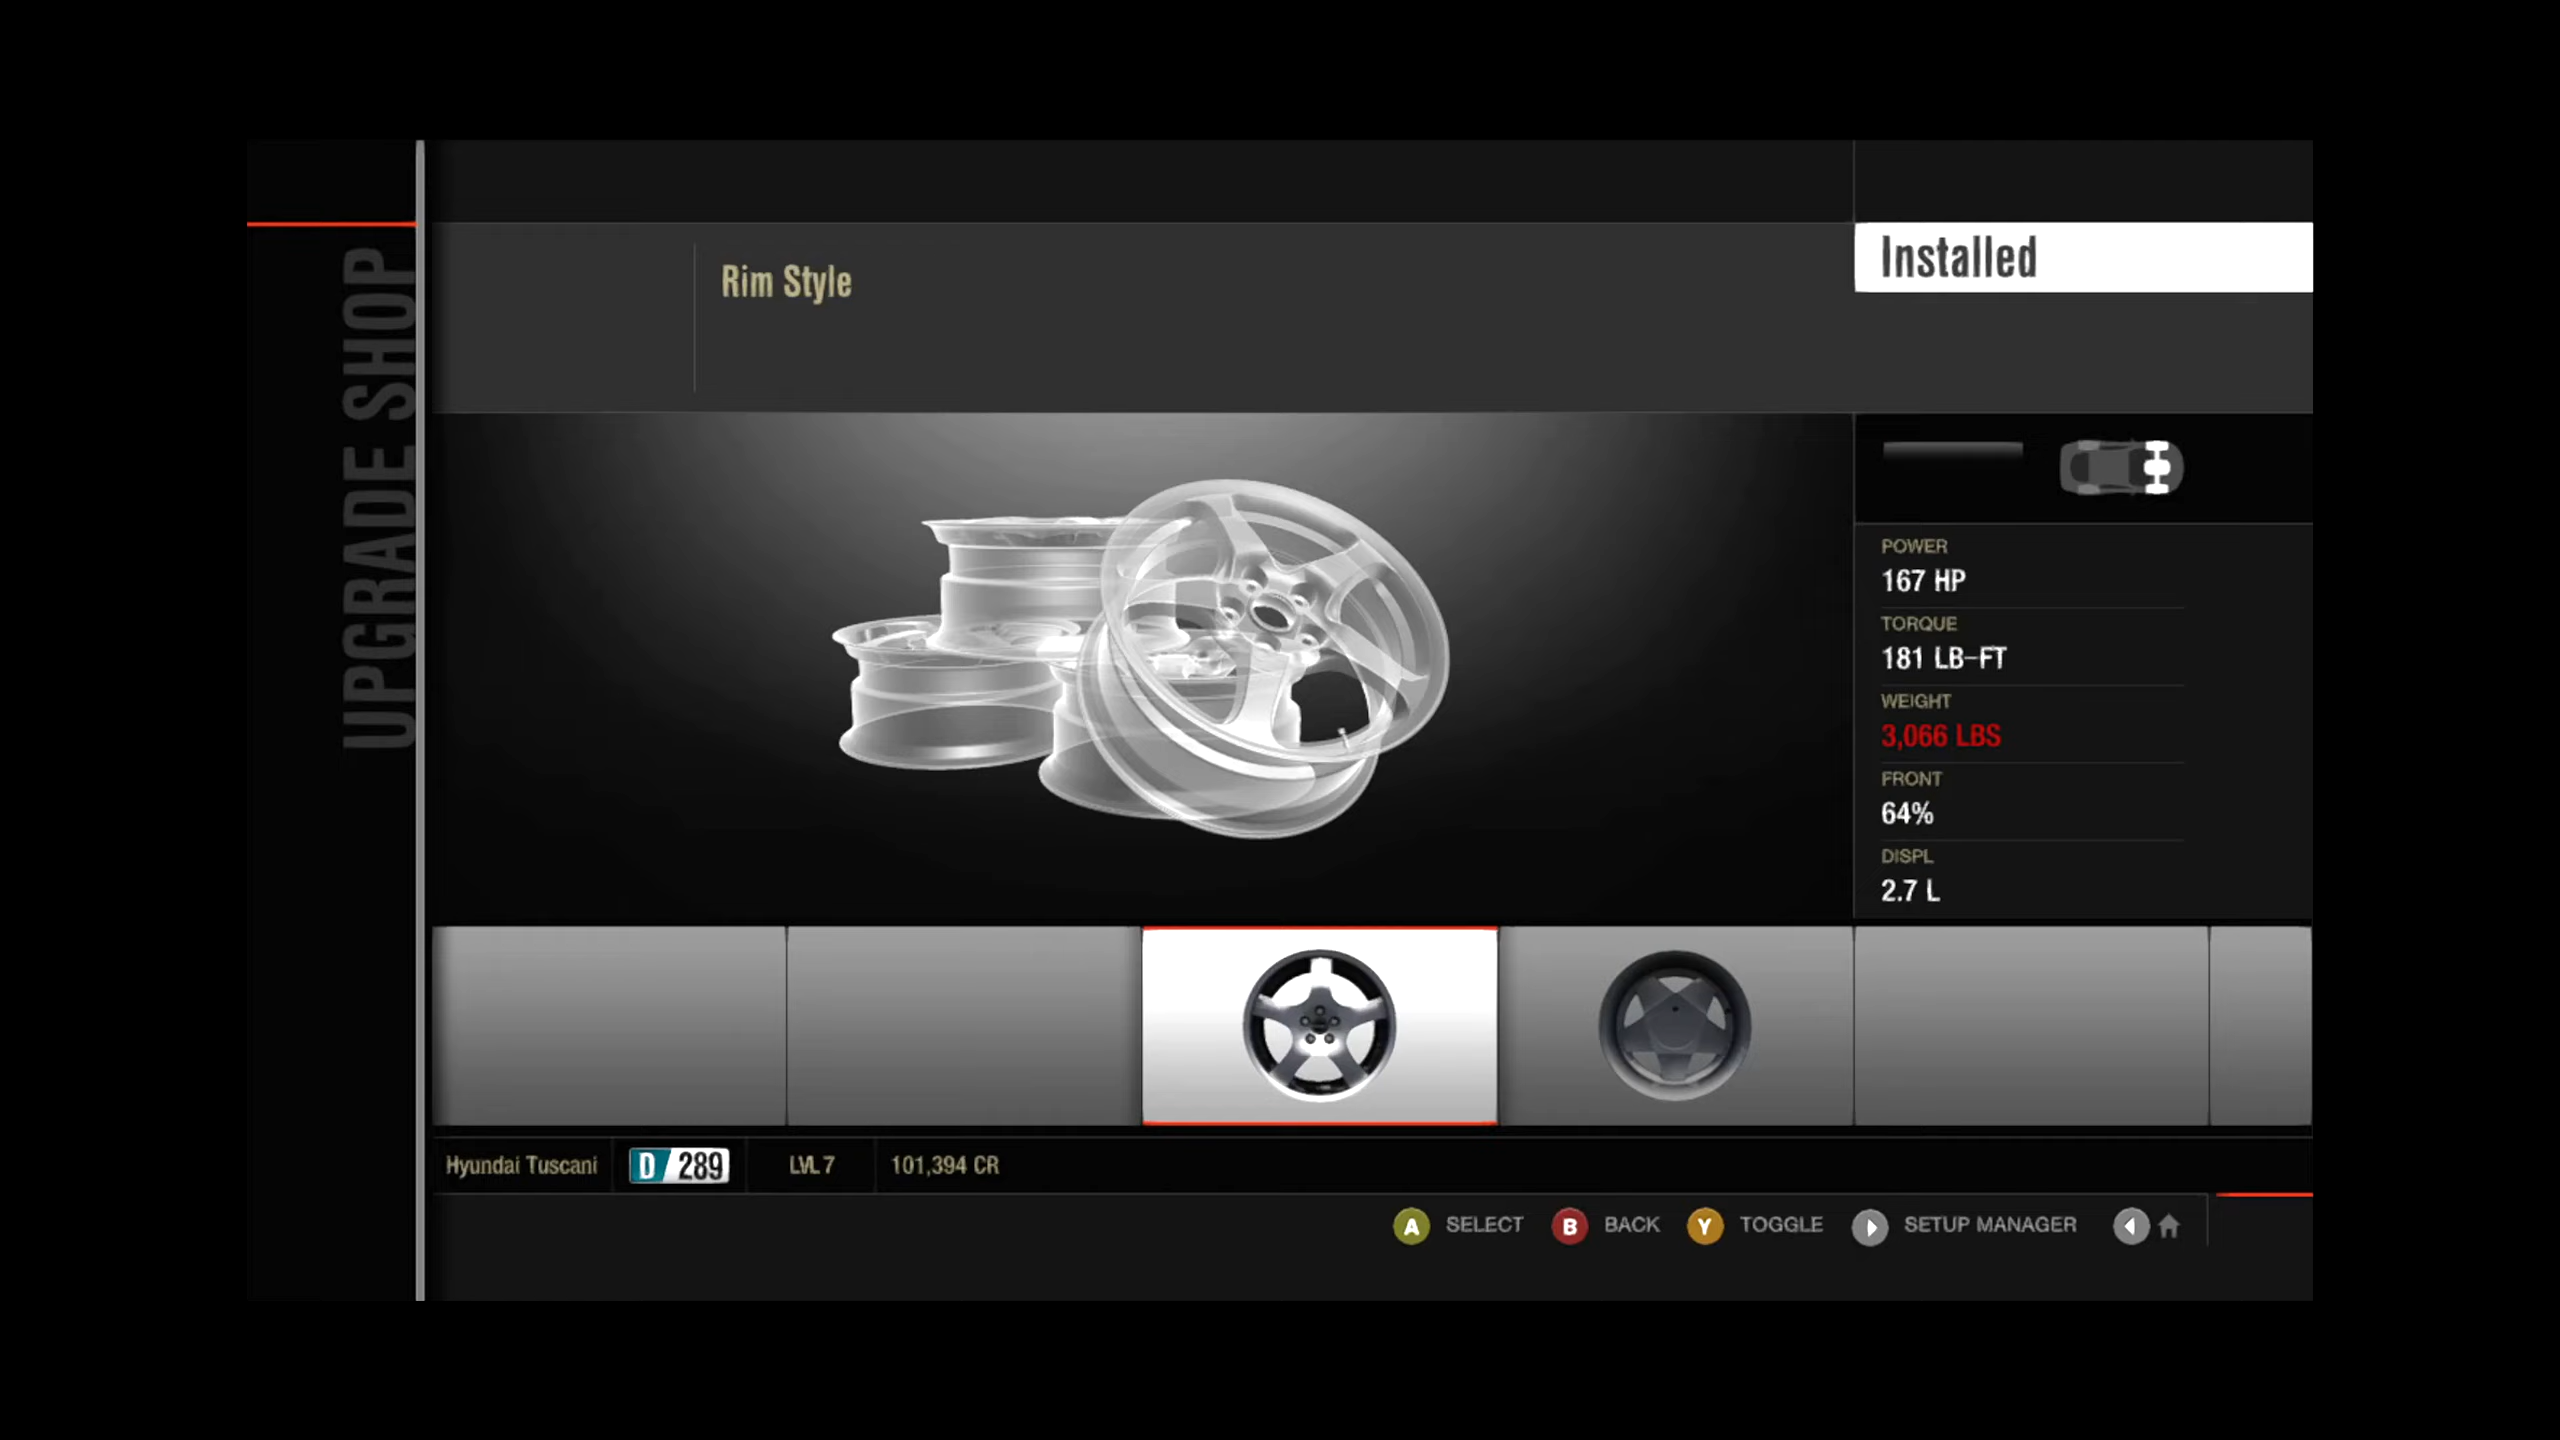 UPGRADE SHOP
Rim Style
Installed
POWER
167 HP
TORQUE
181 LB-FT
WEIGHT
3,066 LBS
FRONT
64%
DISPL
2.7 L
Hyundai Tuscani
D 289
LVL 7
101,394 CR
A SELECT B BACK Y TOGGLE SETUP MANAGER